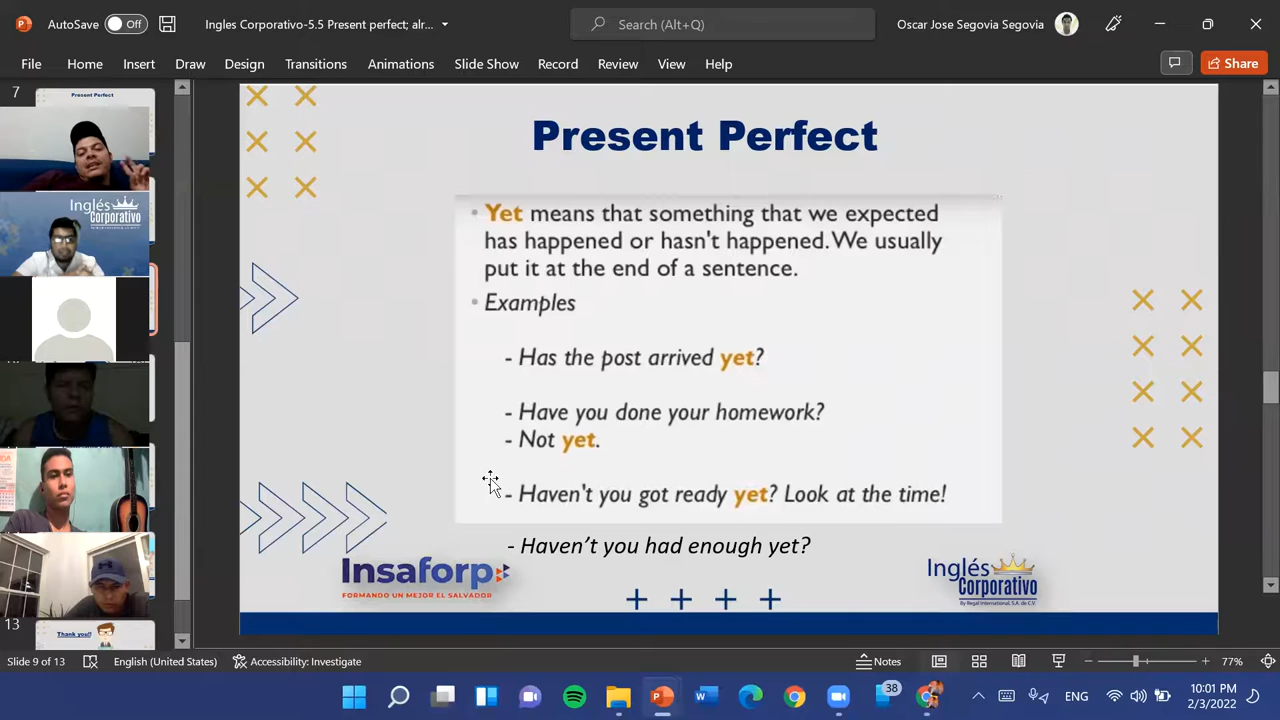 AutoSave Off Ingles Corporativo-5.5 Present perfect; alr... Search (Alt+Q) Oscar Jose Segovia Segovia
File Home Insert Draw Design Transitions Animations Slide Show Record Review View Help Share
7
Present Perfect
Inglés
Corporativo
13
Thank you!!
Present Perfect
• Yet means that something that we expected
has happened or hasn't happened. We usually
put it at the end of a sentence.
• Examples
- Has the post arrived yet?
- Have you done your homework?
- Not yet.
- Haven't you got ready yet? Look at the time!
- Haven't you had enough yet?
Insaforp
FORMANDO UN MEJOR EL SALVADOR
Inglés
Corporativo
By Regal International, S.A. de C.V.
Slide 9 of 13 English (United States) Accessibility: Investigate Notes 77%
38
ENG
10:01 PM
2/3/2022